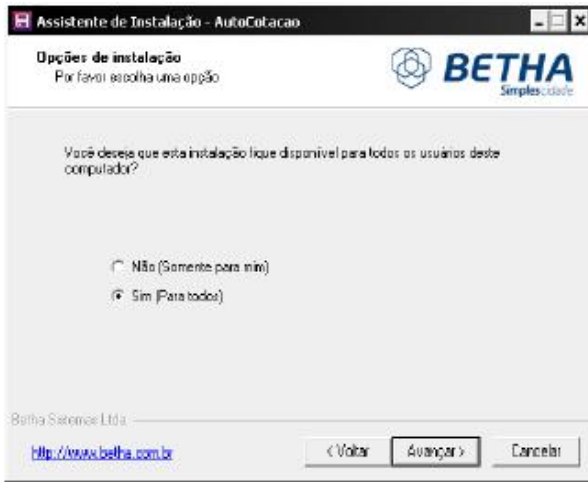 Assistente de Instalação - AutoCotacao
Opções de instalação
Por favor escolha uma opção
BETHA
Simplescidade
Você deseja que esta instalação fique disponível para todos os usuários deste
computador?
Não (Somente para mim)
Sim (Para todos)
Betha Sistemas Ltda
http://www.betha.com.br
< Voltar
Avançar >
Cancelar